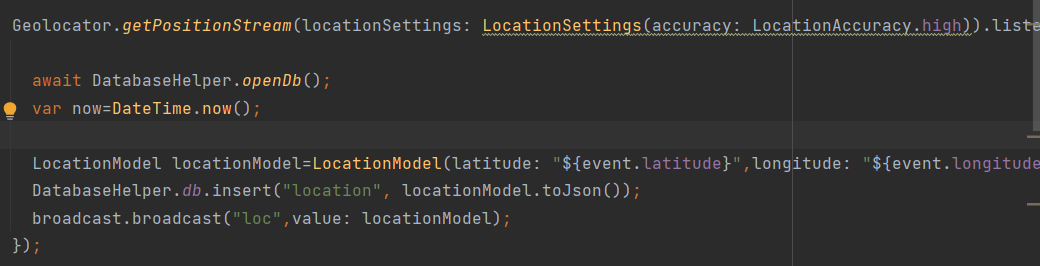 Geolocator.getPositionStream(locationSettings: LocationSettings(accuracy: LocationAccuracy.high)).liste
await DatabaseHelper.openDb();
var now=DateTime.now();
LocationModel locationModel=LocationModel(latitude: "${event.latitude}",longitude: "${event.longitude
DatabaseHelper.db.insert("location", locationModel.toJson());
broadcast.broadcast("loc",value: locationModel);
});